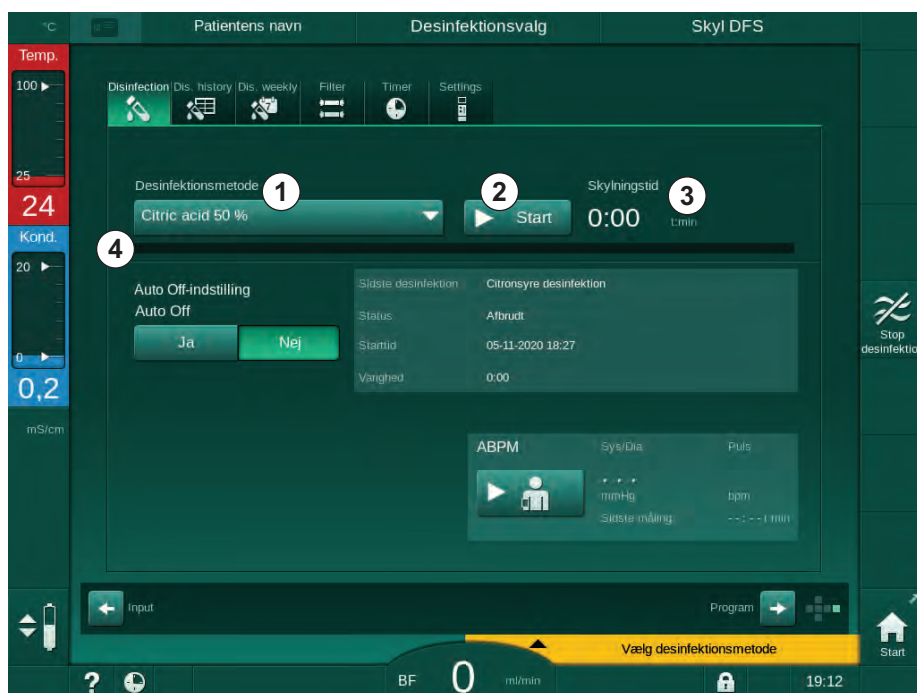 °C Patientens navn Desinfektionsvalg Skyl DFS
Temp.
100
25
24
Kond.
20
0
0,2
mS/cm
Disinfection Dis. history Dis. weekly Filter Timer Settings
7
Desinfektionsmetode 1 2 Skylningstid 3
Citric acid 50 % Start 0:00 t:min
4
Auto Off-indstilling
Auto Off
Ja Nej
Sidste desinfektion Citronsyre desinfektion
Status Afbrudt
Starttid 05-11-2020 18:27
Varighed 0:00
ABPM Sys/Dia Puls
mmHg bpm
Sidste måling --:-- t:min
Stop
desinfektio
Input Program
Vælg desinfektionsmetode
Start
? BF 0 ml/min 19:12